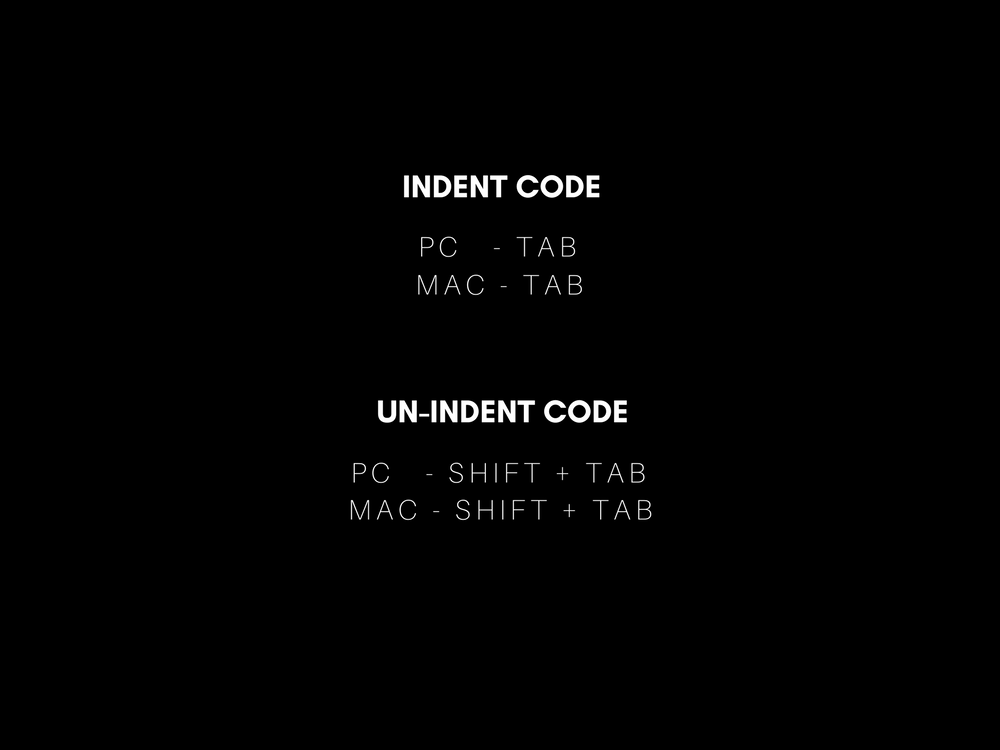 INDENT CODE
PC - TAB
MAC - TAB
UN-INDENT CODE
PC - SHIFT + TAB
MAC - SHIFT + TAB